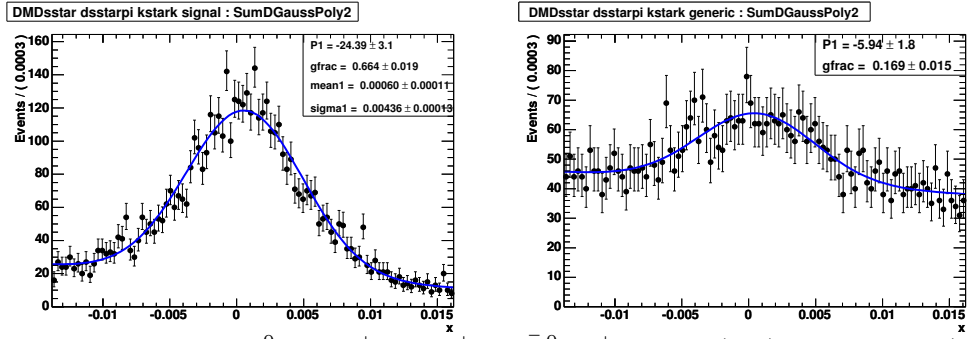 DMDsstar dsstarpi kstark signal : SumDGaussPoly2
Events / ( 0.0003 )
160
140
120
100
80
60
40
20
0
P1 = -24.39 ± 3.1
gfrac = 0.664 ± 0.019
mean1 = 0.00060 ± 0.00011
sigma1 = 0.00436 ± 0.00013
-0.01 -0.005 0 0.005 0.01 0.015
x
DMDsstar dsstarpi kstark generic : SumDGaussPoly2
Events / ( 0.0003 )
90
80
70
60
50
40
30
20
10
0
P1 = -5.94 ± 1.8
gfrac = 0.169 ± 0.015
-0.01 -0.005 0 0.005 0.01 0.015
x